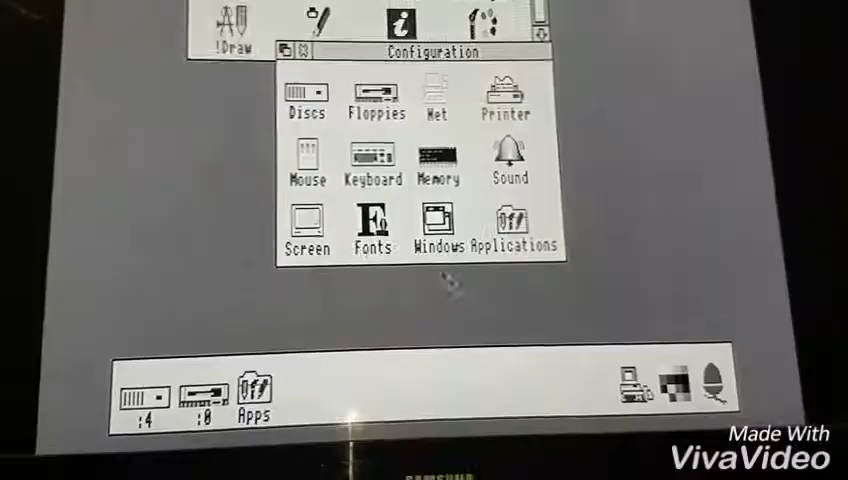 !Draw
Configuration
Discs Floppies Net Printer
Mouse Keyboard Memory Sound
Screen Fonts Windows Applications
:4 :0 Apps
Made With
VivaVideo
SAMSUNG